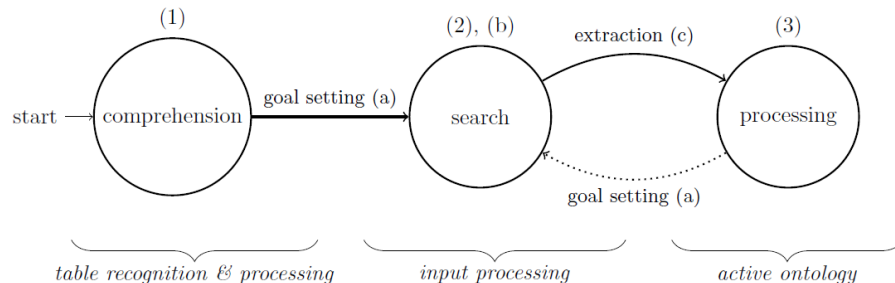 (1)
(2), (b)
(3)
extraction (c)
goal setting (a)
start
comprehension
search
processing
goal setting (a)
table recognition & processing
input processing
active ontology